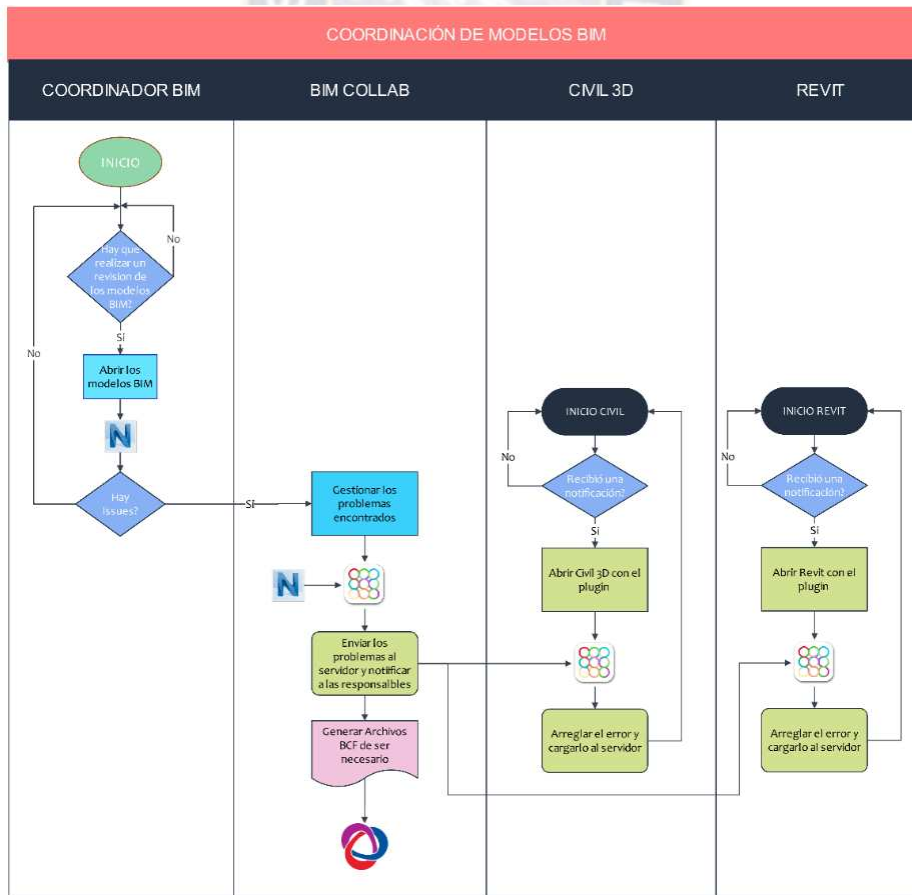 COORDINACIÓN DE MODELOS BIM
COORDINADOR BIM
BIM COLLAB
CIVIL 3D
REVIT
INICIO
No
Hay que
realizar un
revision de
los modelos
BIM?
Sí
No
Abrir los
modelos BIM
N
Hay
issues?
SI
Gestionar los
problemas
encontrados
N
Enviar los
problemas al
servidor y notificar
a las responsalbles
Generar Archivos
BCF de ser
necesario
INICIO CIVIL
No
Recibió una
notificación?
Sí
Abrir Civil 3D con el
plugin
Arreglar el error y
cargarlo al servidor
INICIO REVIT
No
Recibió una
notificación?
Sí
Abrir Revit con el
plugin
Arreglar el error y
cargarlo al servidor